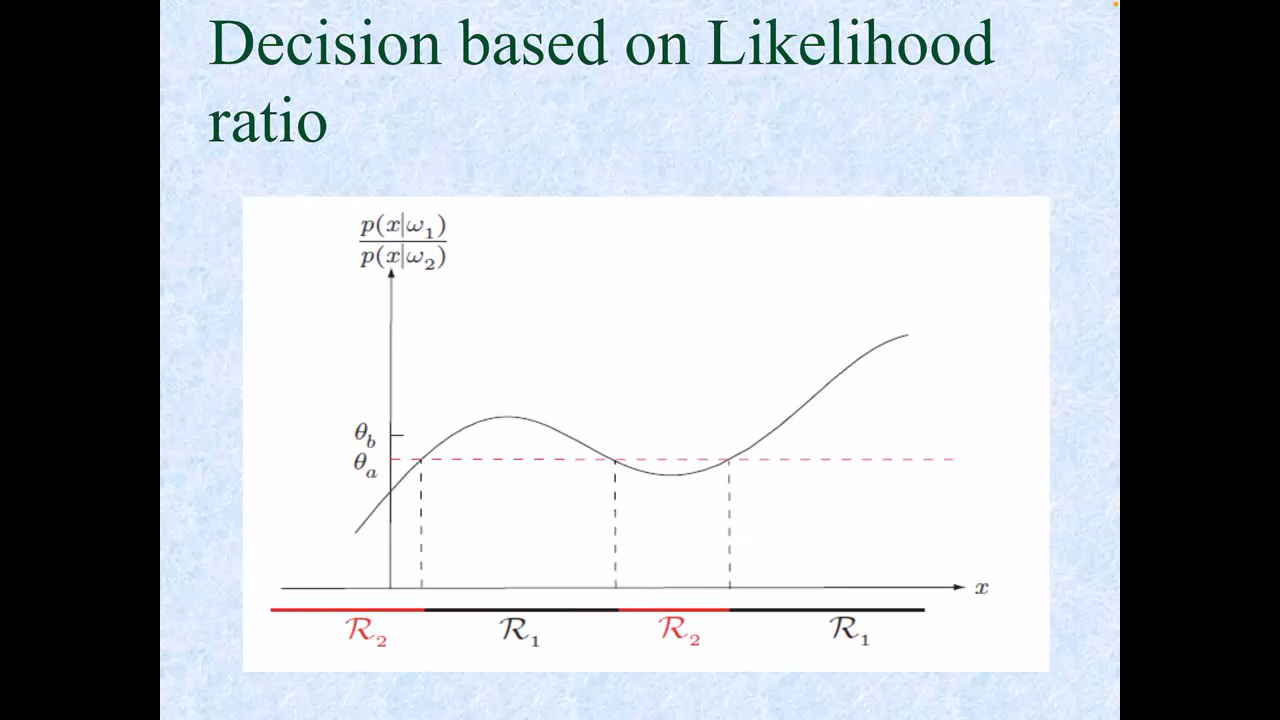 Decision based on Likelihood
ratio
p(x|ω₁)
p(x|ω₂)
θb
θa
x
ℛ₂ ℛ₁ ℛ₂ ℛ₁